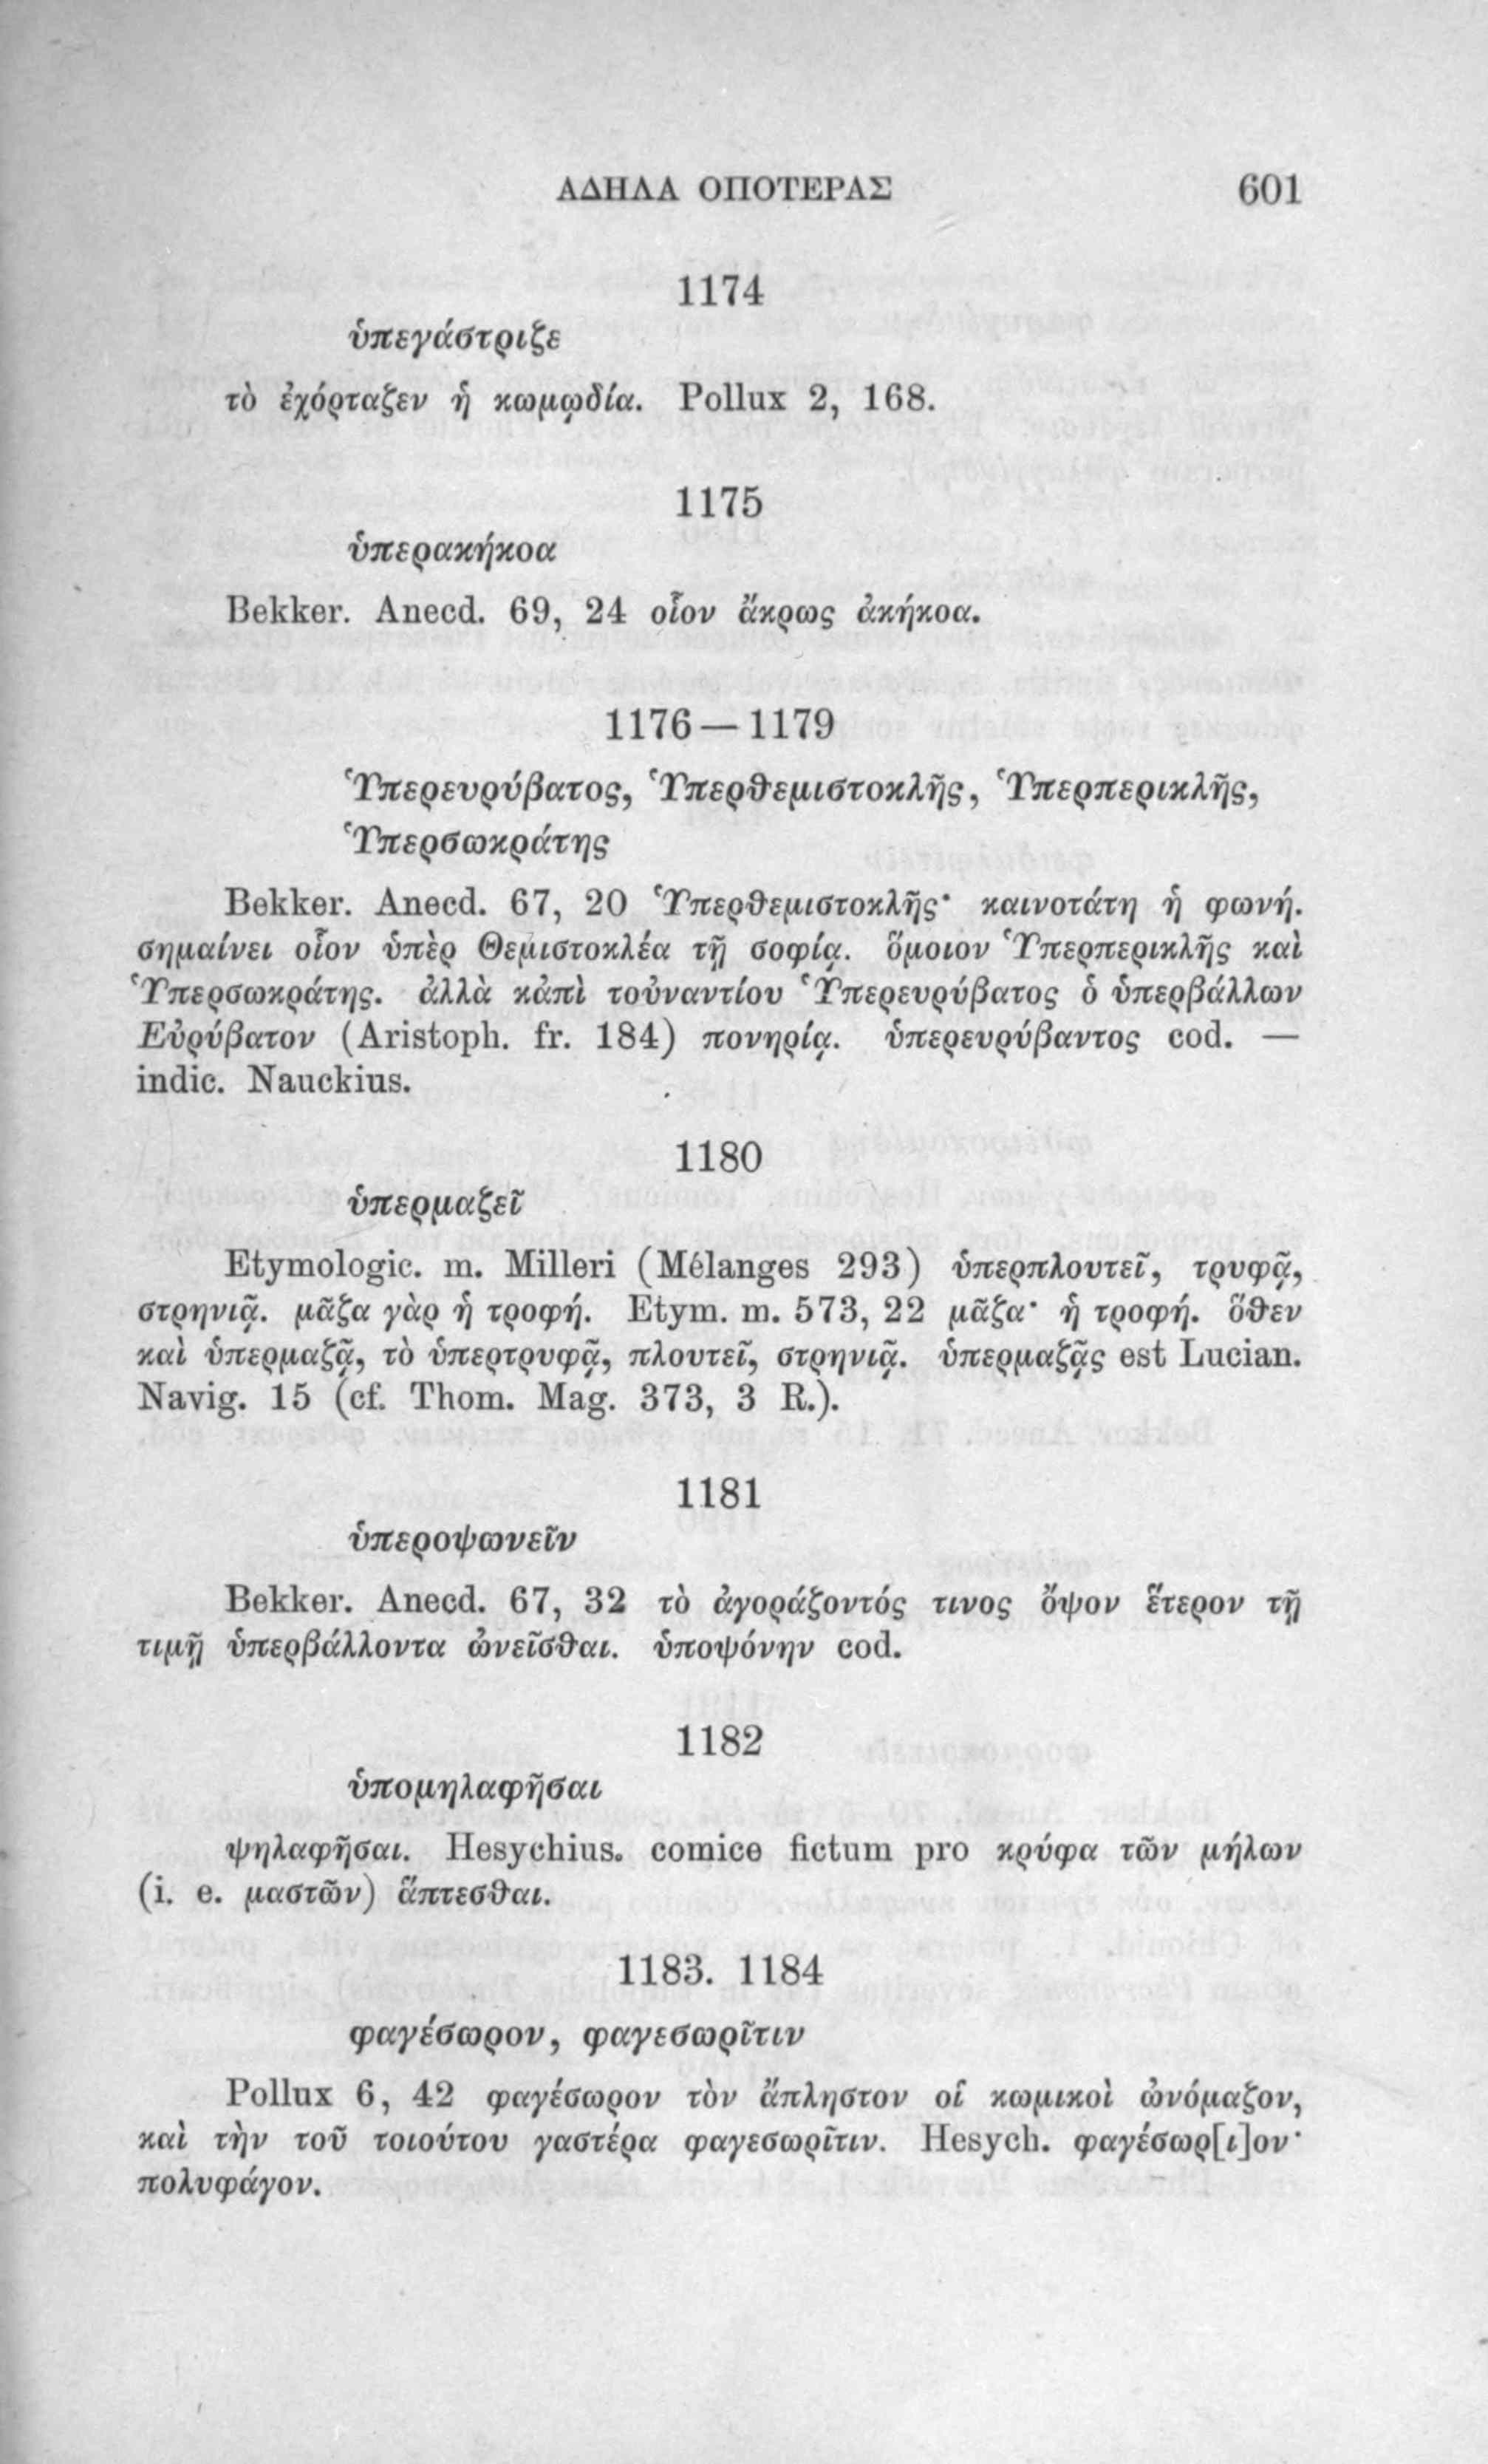 ΑΔΗΛΑ ΟΠΟΤΕΡΑΣ 601
1174
ὑπεγάστριζε
τὸ ἐχόρταζεν ἡ κωμῳδία. Pollux 2, 168.
1175
ὑπερακήκοα
Bekker. Anecd. 69, 24 οἷον ἄκρως ἀκήκοα.
1176 — 1179
Ὑπερευρύβατος, Ὑπερθεμιστοκλῆς, Ὑπερπερικλῆς,
Ὑπερσωκράτης
Bekker. Anecd. 67, 20 Ὑπερθεμιστοκλῆς· καινοτάτη ἡ φωνή.
σημαίνει οἷον ὑπὲρ Θεμιστοκλέα τῇ σοφίᾳ. ὅμοιον Ὑπερπερικλῆς καὶ
Ὑπερσωκράτης. ἀλλὰ κἀπὶ τοὐναντίου Ὑπερευρύβατος ὁ ὑπερβάλλων
Εὐρύβατον (Aristoph. fr. 184) πονηρίᾳ. ὑπερευρύβαντος cod. —
indic. Nauckius.
1180
ὑπερμαζεῖ
Etymologic. m. Milleri (Mélanges 293) ὑπερπλουτεῖ, τρυφᾷ,
στρηνιᾷ. μᾶζα γὰρ ἡ τροφή. Etym. m. 573, 22 μᾶζα· ἡ τροφή. ὅθεν
καὶ ὑπερμαζᾷ, τὸ ὑπερτρυφᾷ, πλουτεῖ, στρηνιᾷ. ὑπερμαζᾷς est Lucian.
Navig. 15 (cf. Thom. Mag. 373, 3 R.).
1181
ὑπεροψωνεῖν
Bekker. Anecd. 67, 32 τὸ ἀγοράζοντός τινος ὄψον ἕτερον τῇ
τιμῇ ὑπερβάλλοντα ὠνεῖσθαι. ὑποψόνην cod.
1182
ὑπομηλαφῆσαι
ψηλαφῆσαι. Hesychius. comice fictum pro κρύφα τῶν μήλων
(i. e. μαστῶν) ἅπτεσθαι.
1183. 1184
φαγέσωρον, φαγεσωρῖτιν
Pollux 6, 42 φαγέσωρον τὸν ἄπληστον οἱ κωμικοὶ ὠνόμαζον,
καὶ τὴν τοῦ τοιούτου γαστέρα φαγεσωρῖτιν. Hesych. φαγέσωρ[ι]ον·
πολυφάγον.